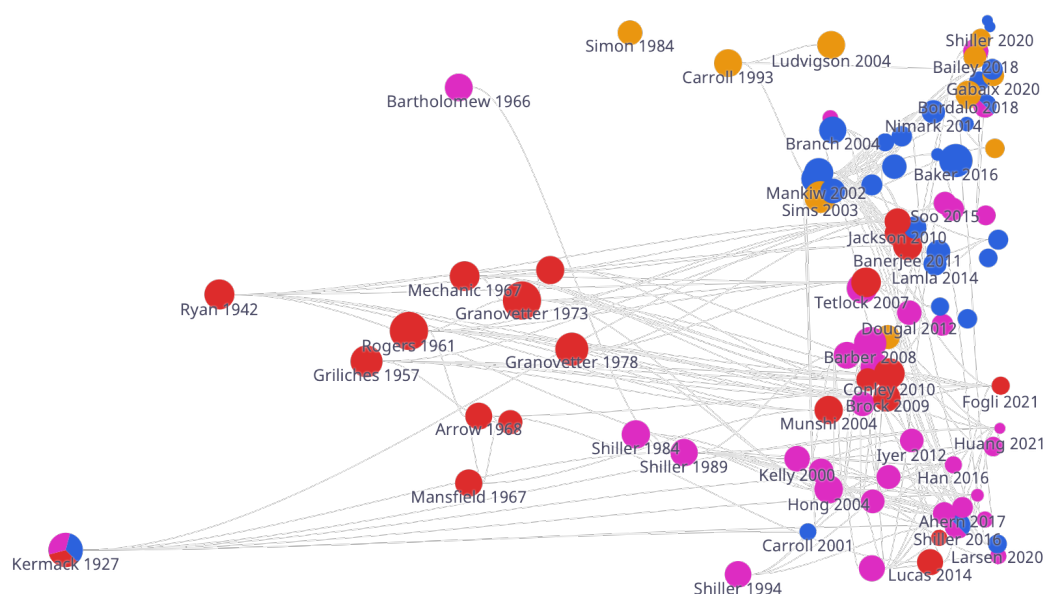 Shiller 2020
Simon 1984
Ludvigson 2004
Bailey 2018
Carroll 1993
Gabaix 2020
Bartholomew 1966
Bordalo 2018
Nimark 2014
Branch 2004
Baker 2016
Mankiw 2002
Sims 2003
Soo 2015
Jackson 2010
Banerjee 2011
Lamla 2014
Mechanic 1967
Tetlock 2007
Ryan 1942
Granovetter 1973
Dougal 2012
Rogers 1961
Barber 2008
Granovetter 1978
Griliches 1957
Conley 2010
Fogli 2021
Brock 2009
Munshi 2004
Arrow 1968
Huang 2021
Shiller 1984
Iyer 2012
Shiller 1989
Kelly 2000
Han 2016
Mansfield 1967
Hong 2004
Ahern 2017
Shiller 2016
Carroll 2001
Larsen 2020
Kermack 1927
Lucas 2014
Shiller 1994